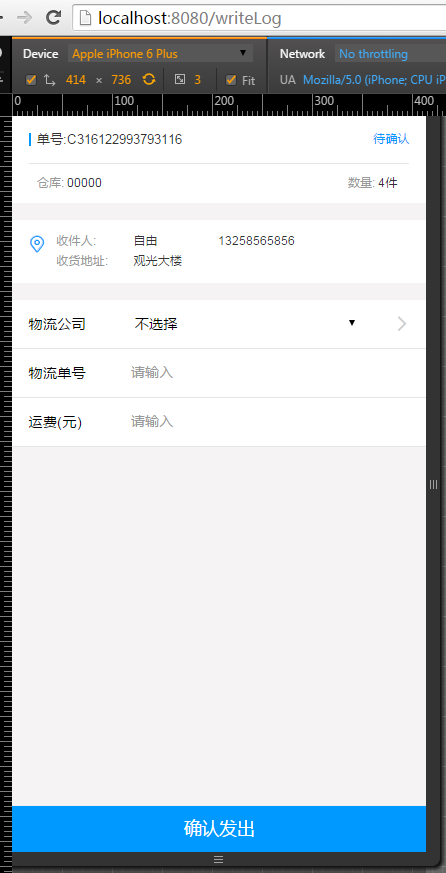 localhost:8080/writeLog
Device Apple iPhone 6 Plus Network No throttling
414 × 736 3 Fit UA Mozilla/5.0 (iPhone; CPU iP
0 100 200 300 400
单号:C316122993793116 待确认
仓库: 00000 数量: 4件
收件人: 自由 13258565856
收货地址: 观光大楼
物流公司 不选择
物流单号 请输入
运费(元) 请输入
确认发出